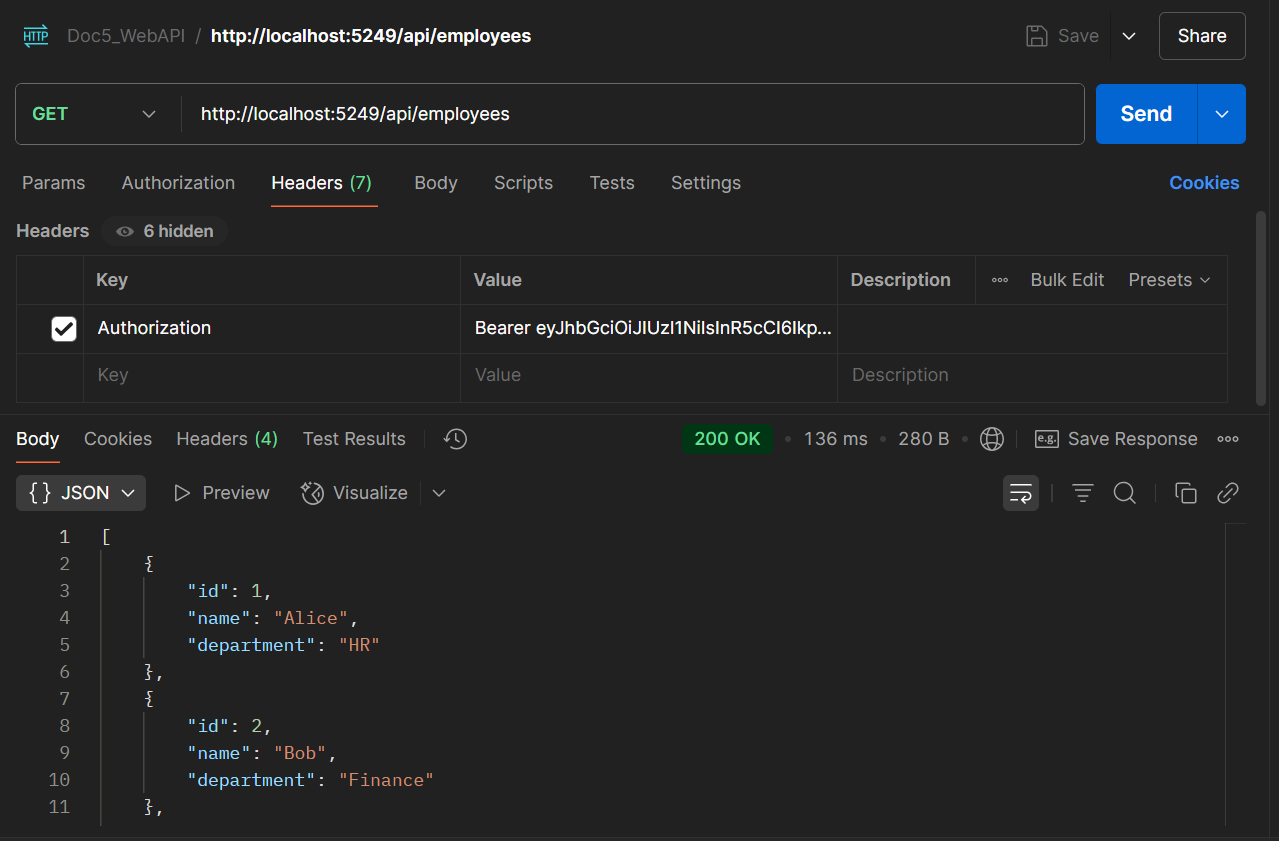 HTTP Doc5_WebAPI / http://localhost:5249/api/employees Save Share
GET http://localhost:5249/api/employees Send
Params Authorization Headers (7) Body Scripts Tests Settings Cookies
Headers 6 hidden
Key Value Description Bulk Edit Presets
Authorization Bearer eyJhbGciOiJIUzI1NiIsInR5cCI6Ikp...
Key Value Description
Body Cookies Headers (4) Test Results 200 OK • 136 ms • 280 B • e.g. Save Response
{} JSON Preview Visualize
1 [
2 {
3 "id": 1,
4 "name": "Alice",
5 "department": "HR"
6 },
7 {
8 "id": 2,
9 "name": "Bob",
10 "department": "Finance"
11 },